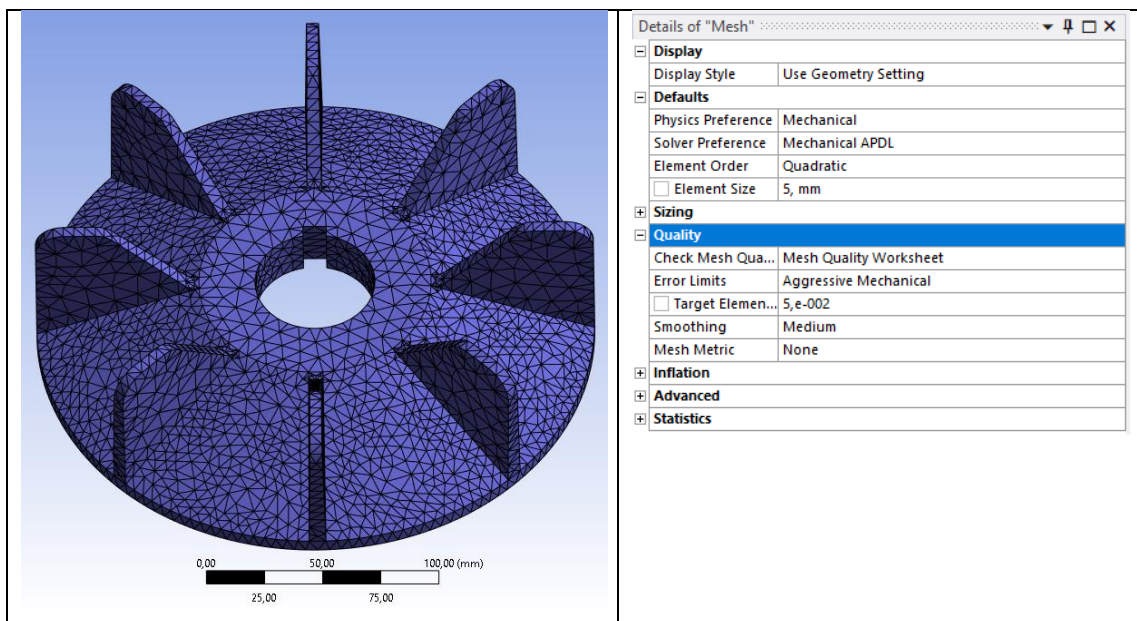 0,00
50,00
100,00 (mm)
25,00
75,00
Details of "Mesh"
Display
Display Style Use Geometry Setting
Defaults
Physics Preference Mechanical
Solver Preference Mechanical APDL
Element Order Quadratic
Element Size 5, mm
Sizing
Quality
Check Mesh Qua... Mesh Quality Worksheet
Error Limits Aggressive Mechanical
Target Elemen... 5,e-002
Smoothing Medium
Mesh Metric None
Inflation
Advanced
Statistics